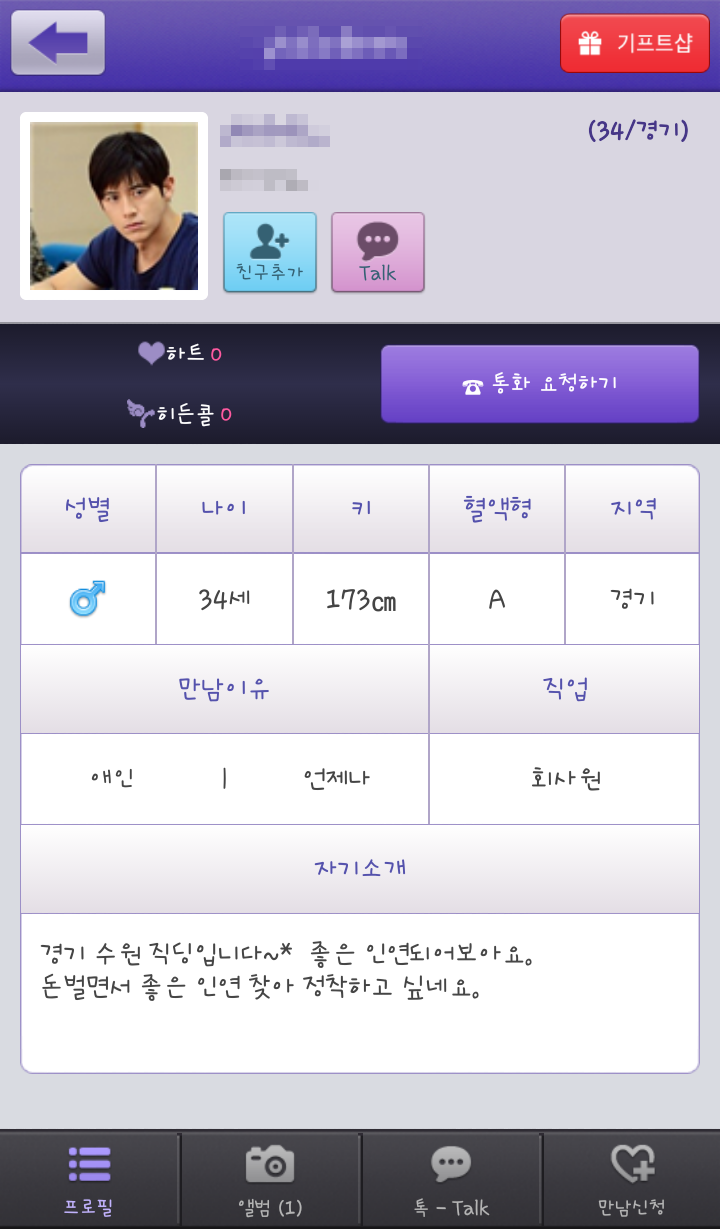 기프트샵
(34/경기)
친구추가
Talk
하트 0
통화 요청하기
히든콜 0
성별 나이 키 혈액형 지역
34세 173cm A 경기
만남이유 직업
애인 | 언제나 회사원
자기소개
경기 수원 직딩입니다~* 좋은 인연되어보아요.
돈벌면서 좋은 인연 찾아 정착하고 싶네요.
프로필 앨범 (1) 톡 - Talk 만남신청